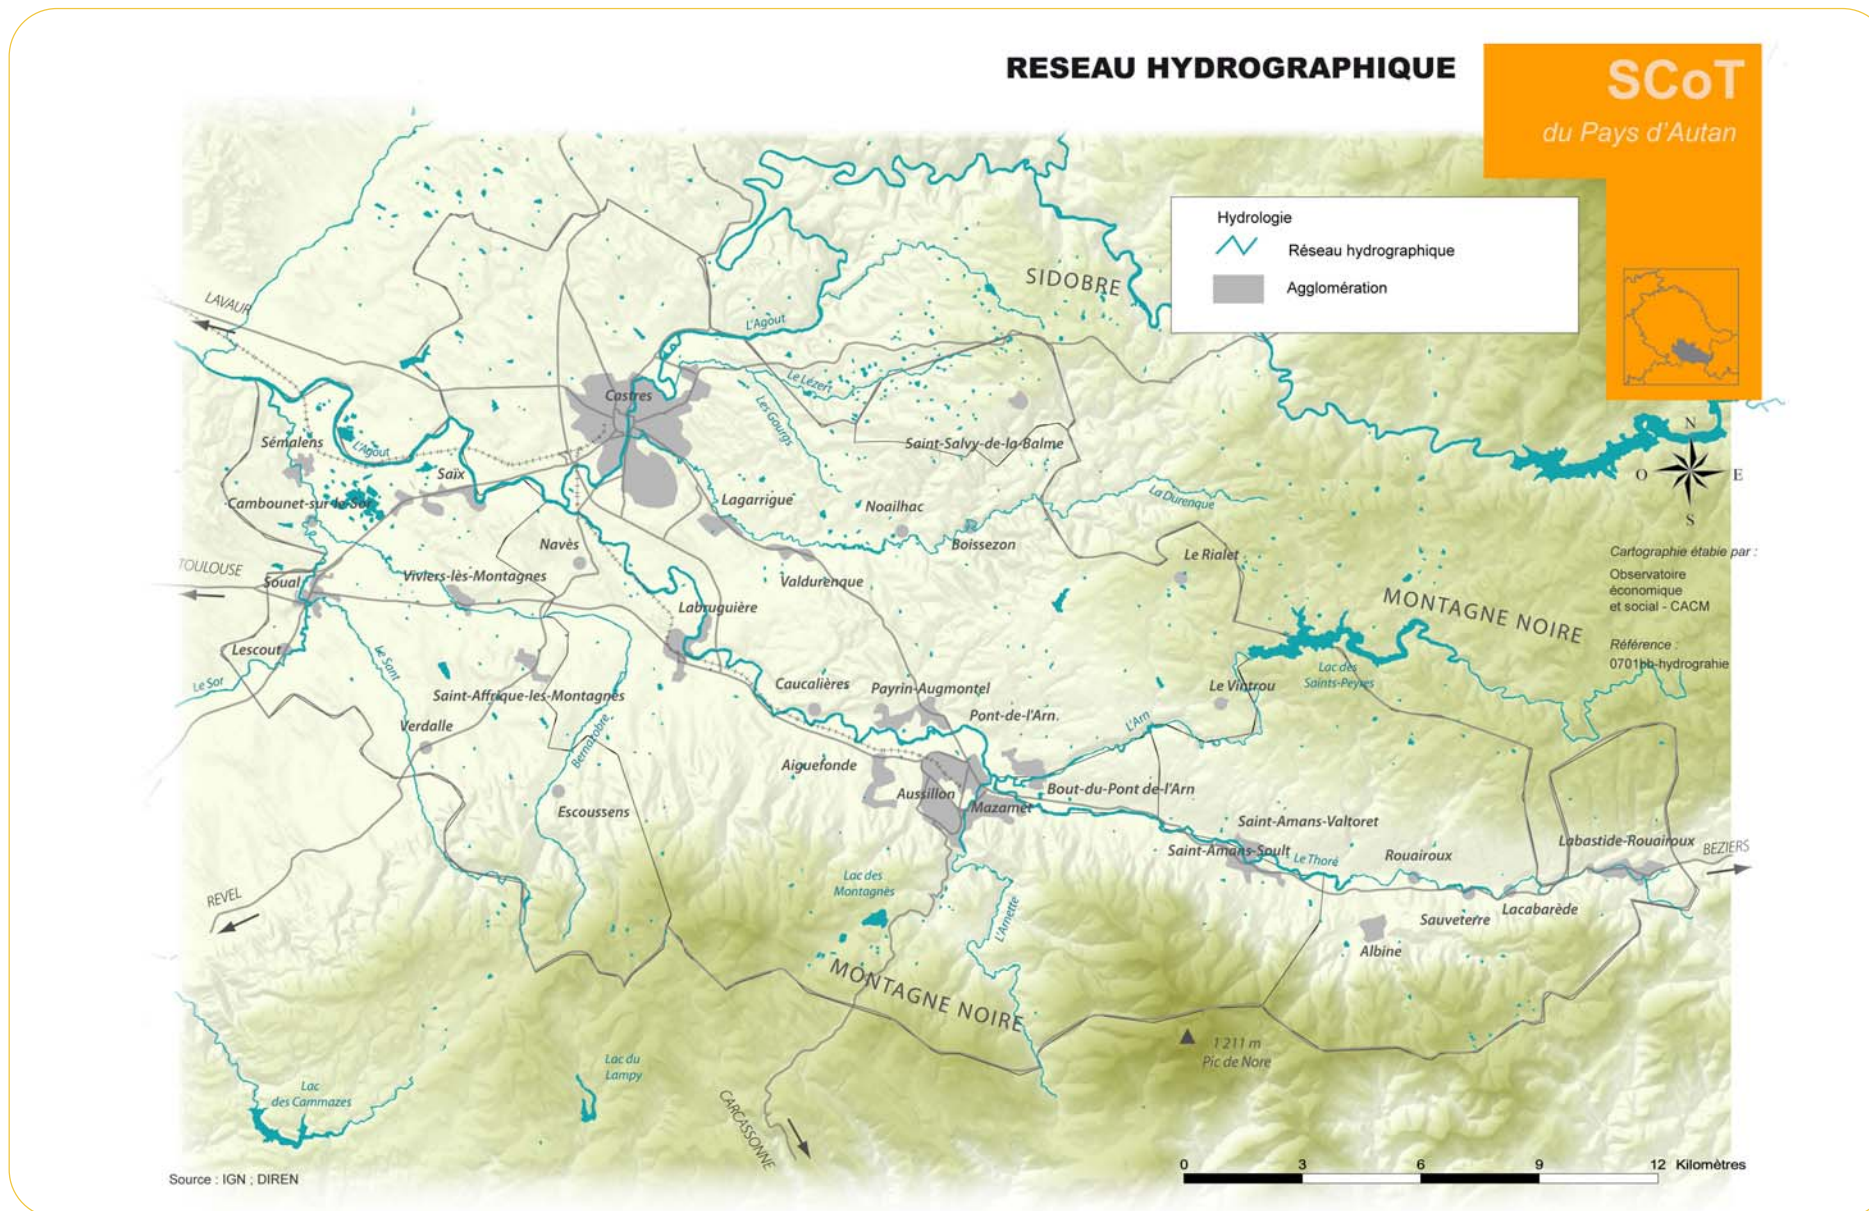 RESEAU HYDROGRAPHIQUE
SCoT
du Pays d'Autan
Hydrologie
Réseau hydrographique
Agglomération
SIDOBRE
LAVAUR
L'Agout
Castres
Le Lézert
Les Gourgs
Sémalens
L'Agout
Saint-Salvy-de-la-Balme
N
O
E
S
Saïx
Cambounet-sur-le-Sor
Lagarrigue
Noailhac
La Durenque
Navès
Boissezon
Le Rialet
Cartographie étabie par :
Observatoire
économique
et social - CACM
TOULOUSE
Soual
Viviers-lès-Montagnes
Valdurenque
Labruguière
MONTAGNE NOIRE
Référence :
0701bb-hydrograhie
Lescout
Le Sant
Le Sor
Saint-Affrique-les-Montagnes
Caucalières
Payrin-Augmontel
Le Vintrou
Lac des
Saints-Peyres
Verdalle
Bernazobre
Pont-de-l'Arn.
L'Arn
Aiguefonde
Aussillon
Bout-du-Pont de-l'Arn
Mazamet
Escoussens
Saint-Amans-Valtoret
Saint-Amans-Soult
Le Thoré
Rouairoux
Labastide-Rouairoux
BEZIERS
Lac des
Montagnès
REVEL
L'Arnette
Sauveterre
Lacabarède
Albine
MONTAGNE NOIRE
1 211 m
Pic de Nore
Lac du
Lampy
Lac
des Cammazes
CARCASSONNE
0 3 6 9 12 Kilomètres
Source : IGN ; DIREN